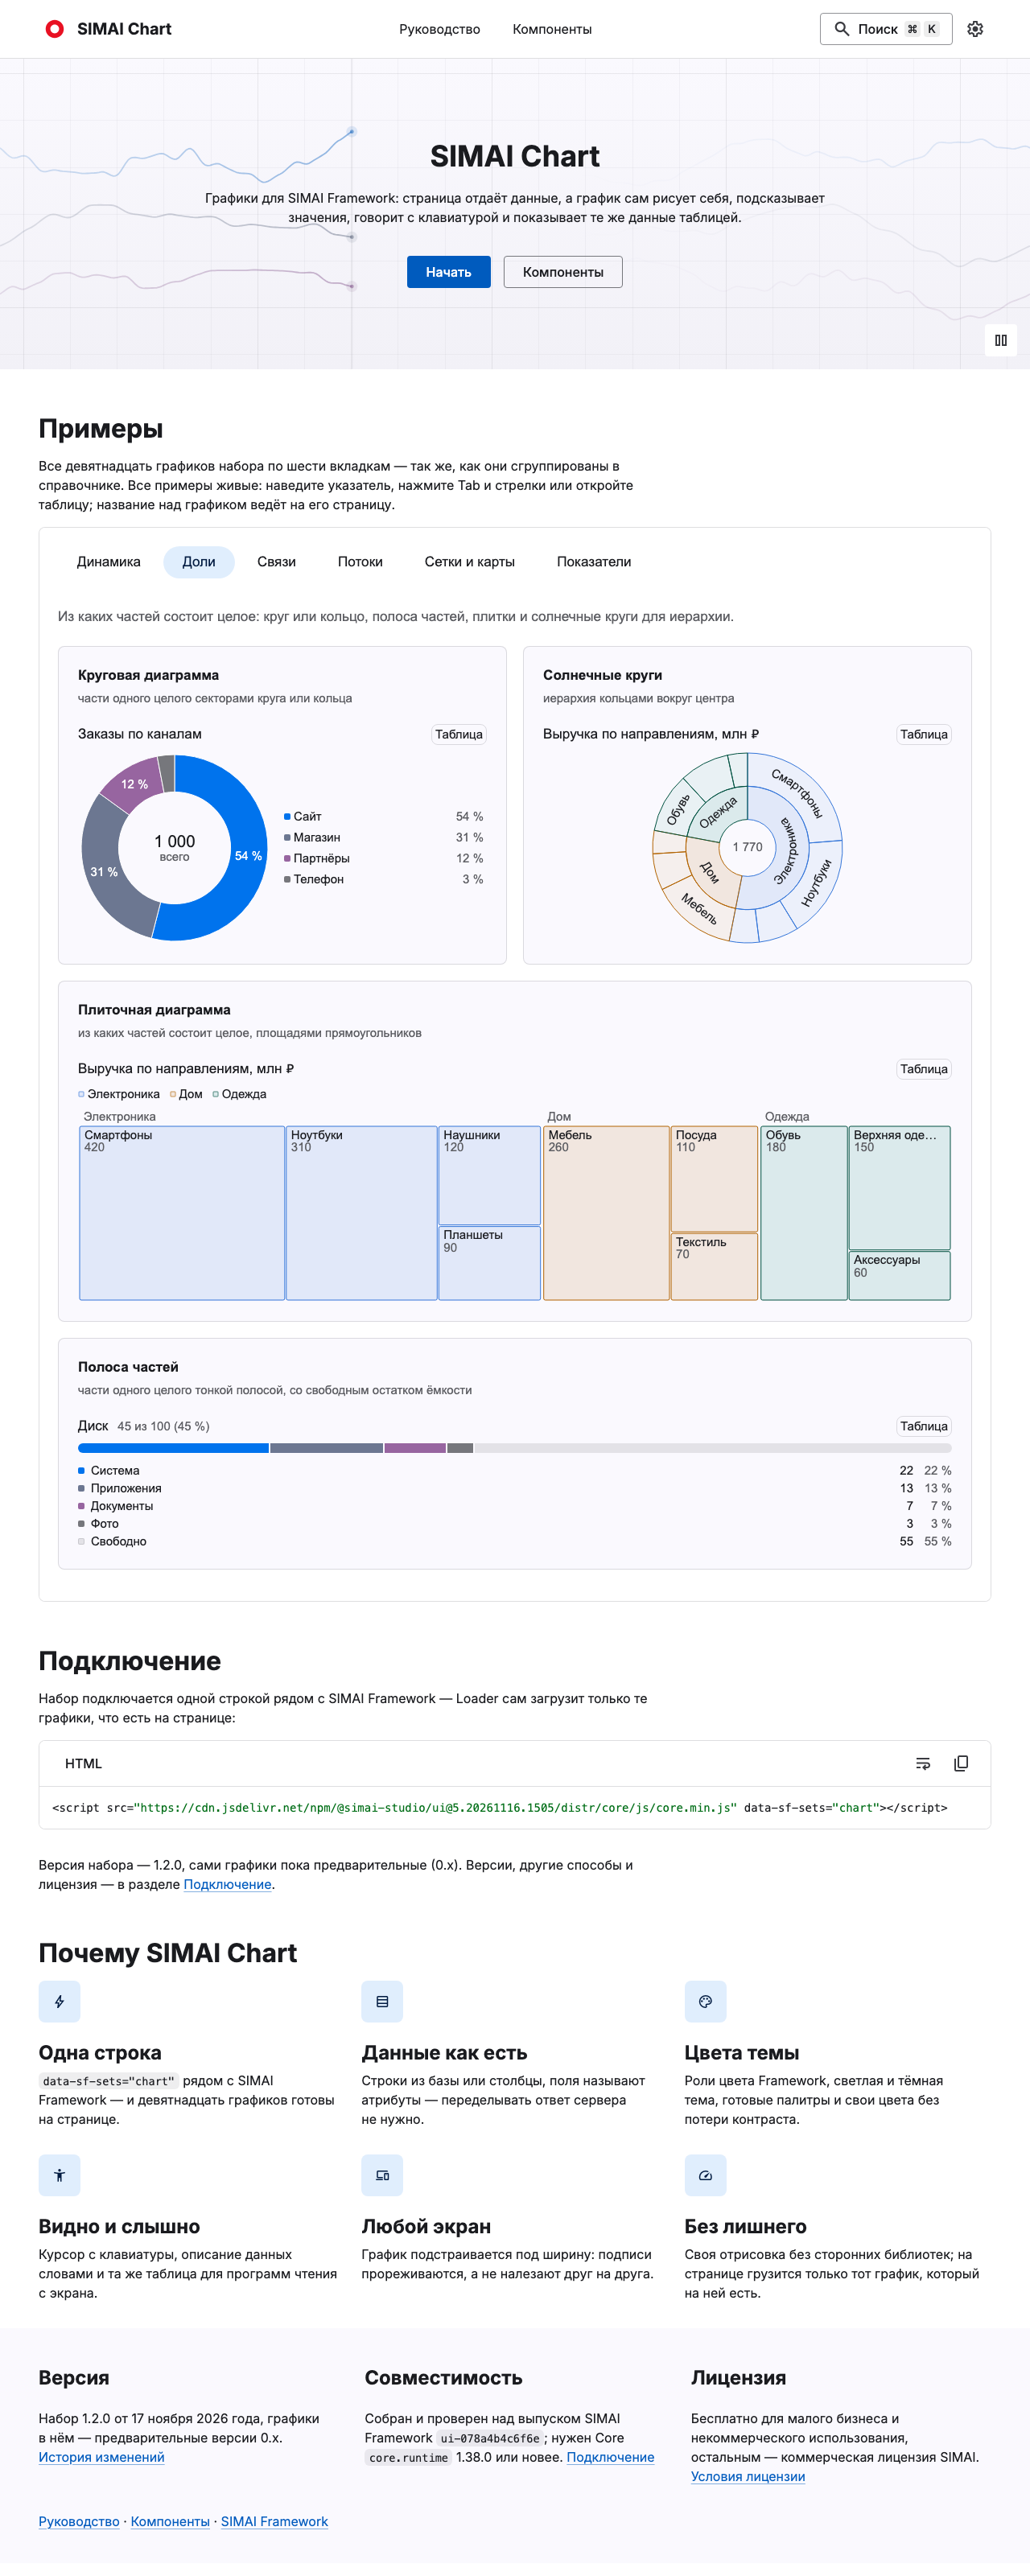 SIMAI Chart
Руководство
Компоненты
Поиск ⌘ K
SIMAI Chart
Графики для SIMAI Framework: страница отдаёт данные, а график сам рисует себя, подсказывает
значения, говорит с клавиатурой и показывает те же данные таблицей.
Начать
Компоненты
Примеры
Все девятнадцать графиков набора по шести вкладкам — так же, как они сгруппированы в
справочнике. Все примеры живые: наведите указатель, нажмите Tab и стрелки или откройте
таблицу; название над графиком ведёт на его страницу.
Динамика
Доли
Связи
Потоки
Сетки и карты
Показатели
Из каких частей состоит целое: круг или кольцо, полоса частей, плитки и солнечные круги для иерархии.
Круговая диаграмма
части одного целого секторами круга или кольца
Заказы по каналам
Таблица
12 %
31 %
54 %
1 000
всего
Сайт 54 %
Магазин 31 %
Партнёры 12 %
Телефон 3 %
Солнечные круги
иерархия кольцами вокруг центра
Выручка по направлениям, млн ₽
Таблица
Смартфоны
Обувь
Одежда
Электроника
1 770
Дом
Ноутбуки
Мебель
Плиточная диаграмма
из каких частей состоит целое, площадями прямоугольников
Выручка по направлениям, млн ₽
Таблица
Электроника Дом Одежда
Электроника
Дом
Одежда
Смартфоны
420
Ноутбуки
310
Наушники
120
Планшеты
90
Мебель
260
Посуда
110
Текстиль
70
Обувь
180
Верхняя оде…
150
Аксессуары
60
Полоса частей
части одного целого тонкой полосой, со свободным остатком ёмкости
Диск 45 из 100 (45 %)
Таблица
Система 22 22 %
Приложения 13 13 %
Документы 7 7 %
Фото 3 3 %
Свободно 55 55 %
Подключение
Набор подключается одной строкой рядом с SIMAI Framework — Loader сам загрузит только те
графики, что есть на странице:
HTML
<script src="https://cdn.jsdelivr.net/npm/@simai-studio/ui@5.20261116.1505/distr/core/js/core.min.js" data-sf-sets="chart"></script>
Версия набора — 1.2.0, сами графики пока предварительные (0.x). Версии, другие способы и
лицензия — в разделе Подключение.
Почему SIMAI Chart
Одна строка
data-sf-sets="chart" рядом с SIMAI
Framework — и девятнадцать графиков готовы
на странице.
Данные как есть
Строки из базы или столбцы, поля называют
атрибуты — переделывать ответ сервера
не нужно.
Цвета темы
Роли цвета Framework, светлая и тёмная
тема, готовые палитры и свои цвета без
потери контраста.
Видно и слышно
Курсор с клавиатуры, описание данных
словами и та же таблица для программ чтения
с экрана.
Любой экран
График подстраивается под ширину: подписи
прореживаются, а не налезают друг на друга.
Без лишнего
Своя отрисовка без сторонних библиотек; на
странице грузится только тот график, который
на ней есть.
Версия
Набор 1.2.0 от 17 ноября 2026 года, графики
в нём — предварительные версии 0.x.
История изменений
Совместимость
Собран и проверен над выпуском SIMAI
Framework ui-078a4b4c6f6e; нужен Core
core.runtime 1.38.0 или новее. Подключение
Лицензия
Бесплатно для малого бизнеса и
некоммерческого использования,
остальным — коммерческая лицензия SIMAI.
Условия лицензии
Руководство · Компоненты · SIMAI Framework